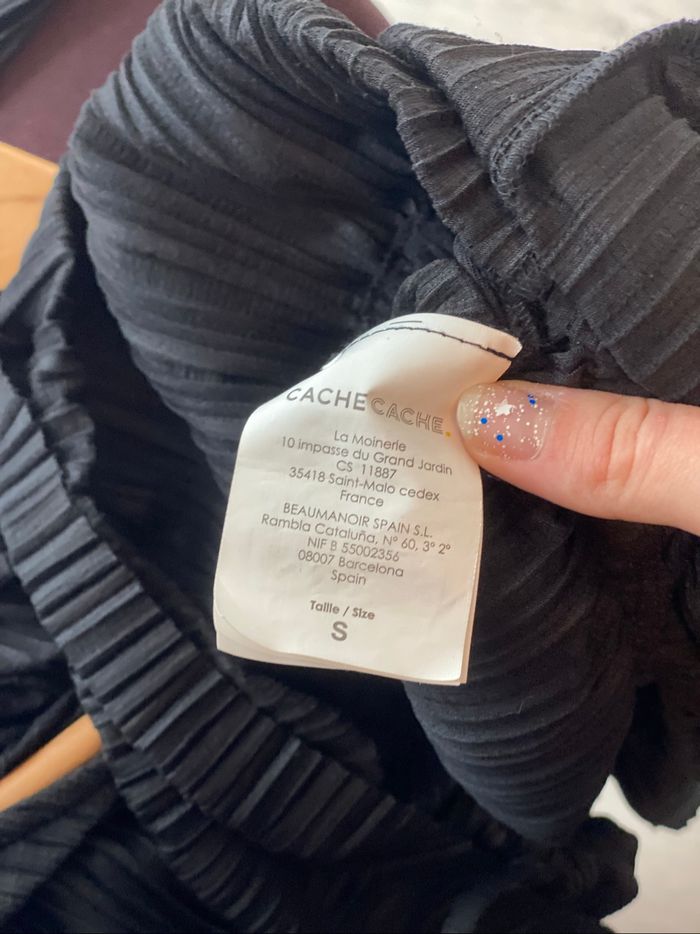 CACHECACHE.
La Moinerie
10 impasse du Grand Jardin
CS 11887
35418 Saint-Malo cedex
France
BEAUMANOIR SPAIN S.L.
Rambla Cataluña, Nº 60, 3º 2º
NIF B 55002356
08007 Barcelona
Spain
Taille / Size
S